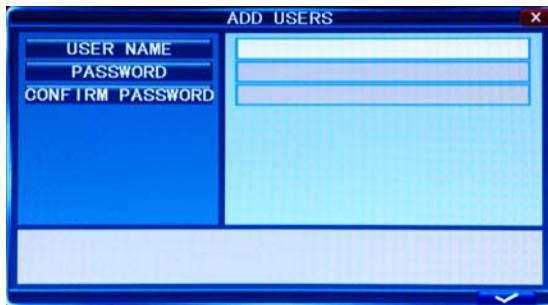 ADD USERS
X
USER NAME
PASSWORD
CONFIRM PASSWORD